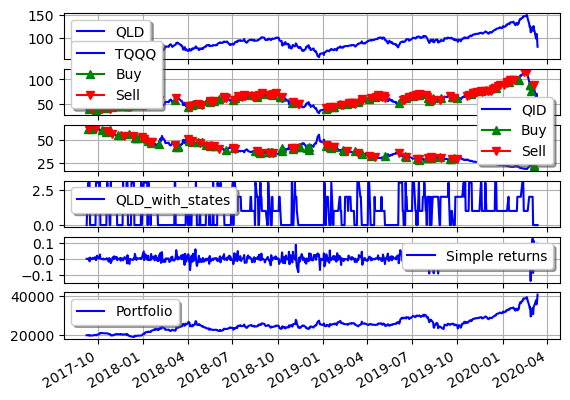 150
100
QLD
TQQQ
Buy
Sell
100
50
QID
Buy
Sell
50
25
2.5
0.0
QLD_with_states
0.1
0.0
−0.1
Simple returns
40000
20000
Portfolio
2017-10
2018-01
2018-04
2018-07
2018-10
2019-01
2019-04
2019-07
2019-10
2020-01
2020-04